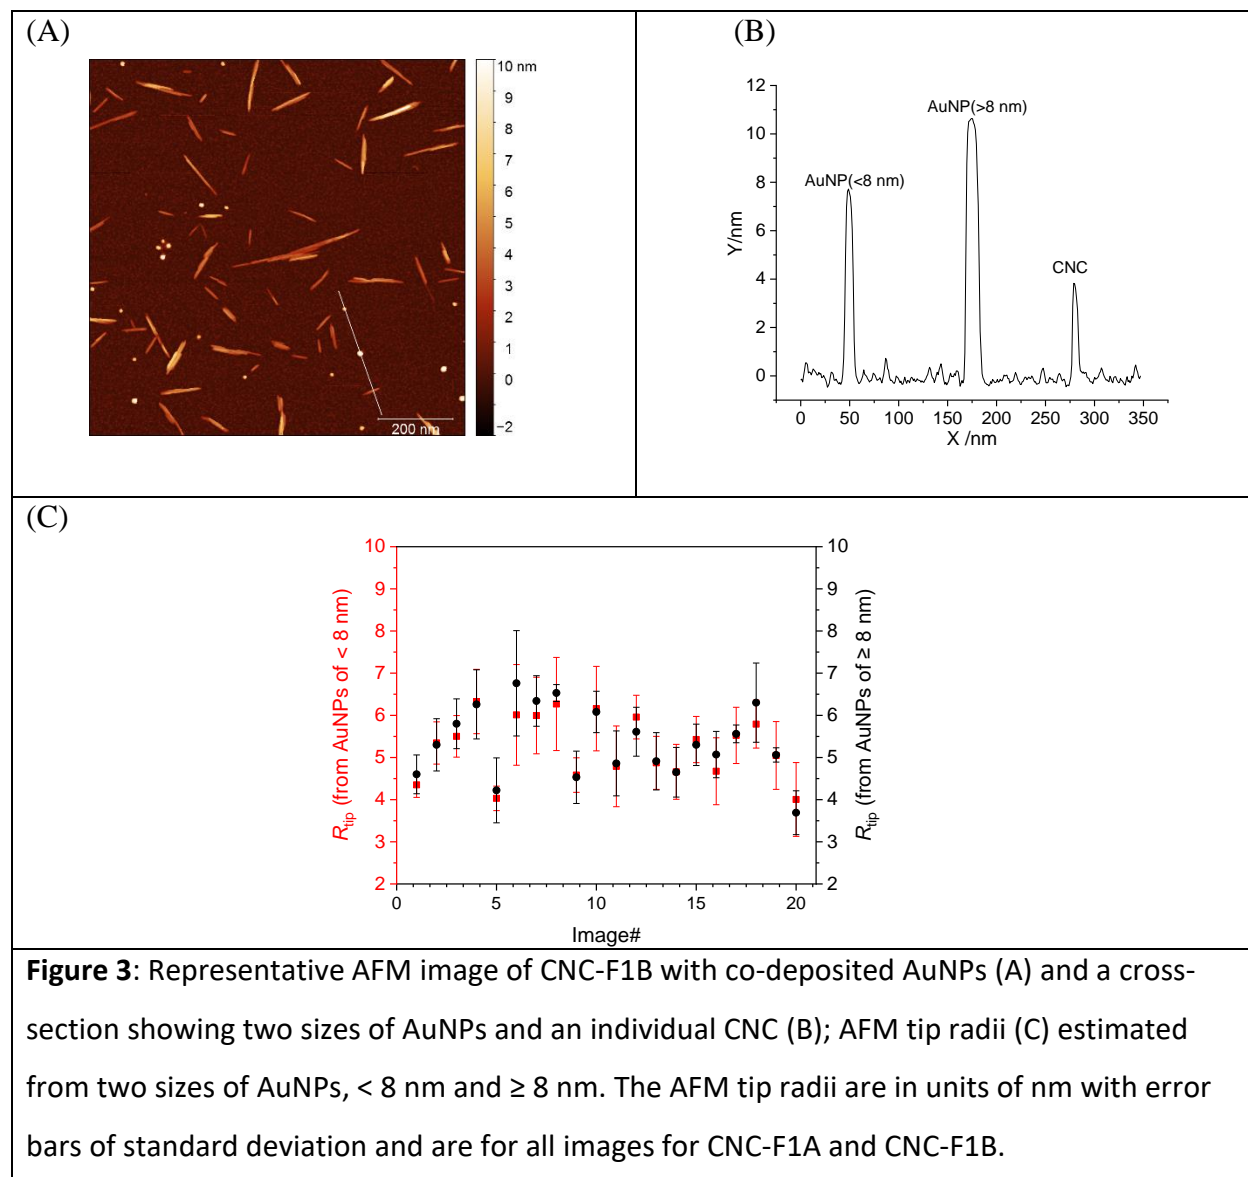 (A)
10 nm
9
8
7
6
5
4
3
2
1
0
−2
200 nm
(B)
12
10
8
6
4
2
0
Y/nm
AuNP(<8 nm)
AuNP(>8 nm)
CNC
0 50 100 150 200 250 300 350
X /nm
(C)
10
9
8
7
6
5
4
3
2
R_tip (from AuNPs of < 8 nm)
10
9
8
7
6
5
4
3
2
R_tip (from AuNPs of ≥ 8 nm)
0 5 10 15 20
Image#
Figure 3: Representative AFM image of CNC-F1B with co-deposited AuNPs (A) and a cross-
section showing two sizes of AuNPs and an individual CNC (B); AFM tip radii (C) estimated
from two sizes of AuNPs, < 8 nm and ≥ 8 nm. The AFM tip radii are in units of nm with error
bars of standard deviation and are for all images for CNC-F1A and CNC-F1B.